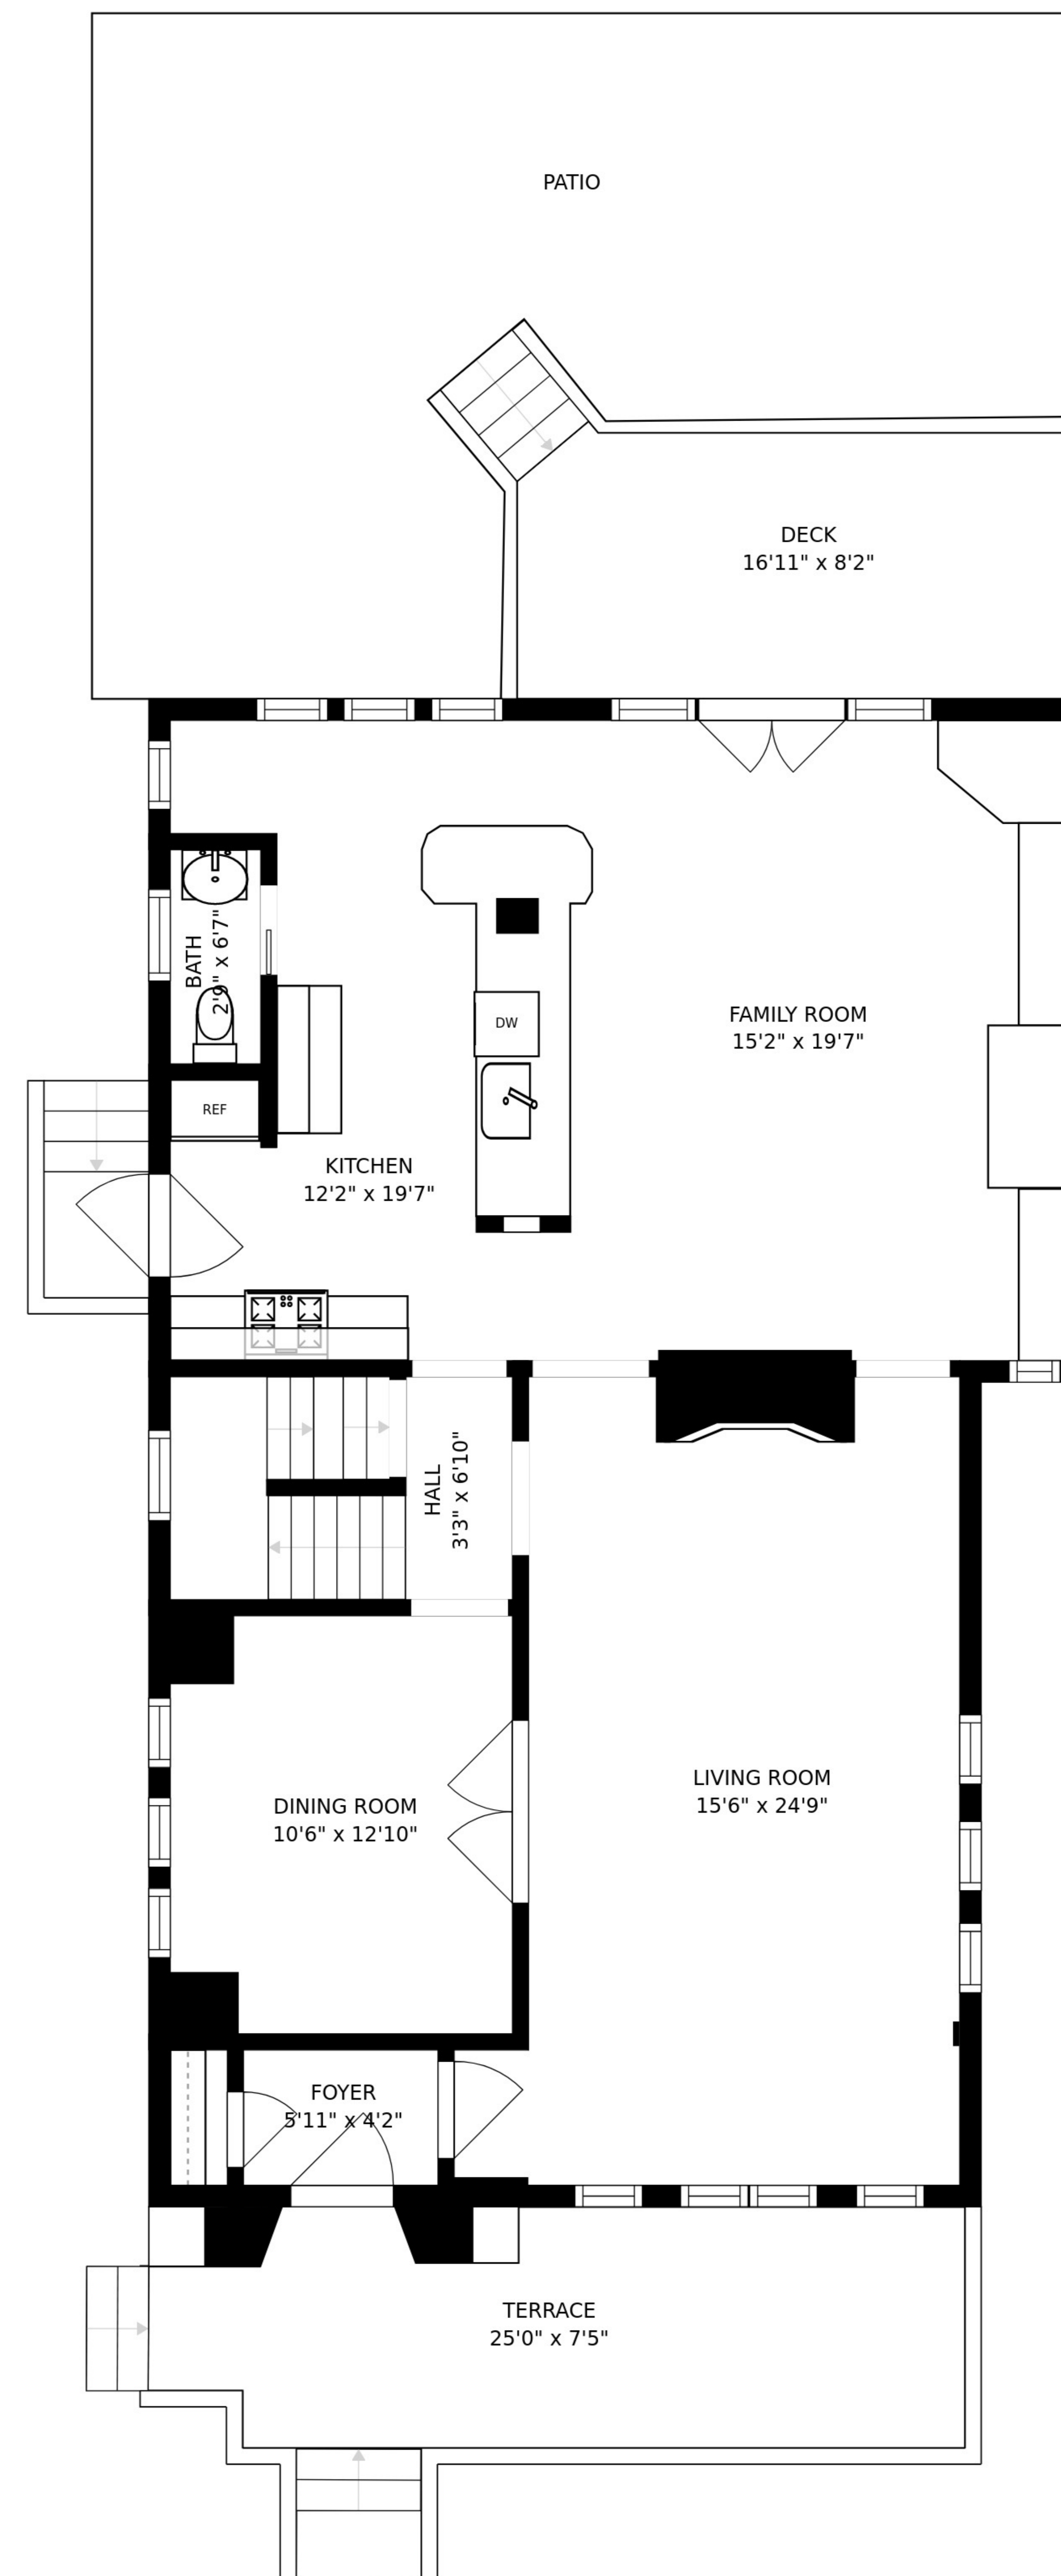 PATIO
DECK
16'11" x 8'2"
BATH
2'9" x 6'7"
DW
FAMILY ROOM
15'2" x 19'7"
REF
KITCHEN
12'2" x 19'7"
HALL
3'3" x 6'10"
LIVING ROOM
15'6" x 24'9"
DINING ROOM
10'6" x 12'10"
FOYER
5'11" x 4'2"
TERRACE
25'0" x 7'5"